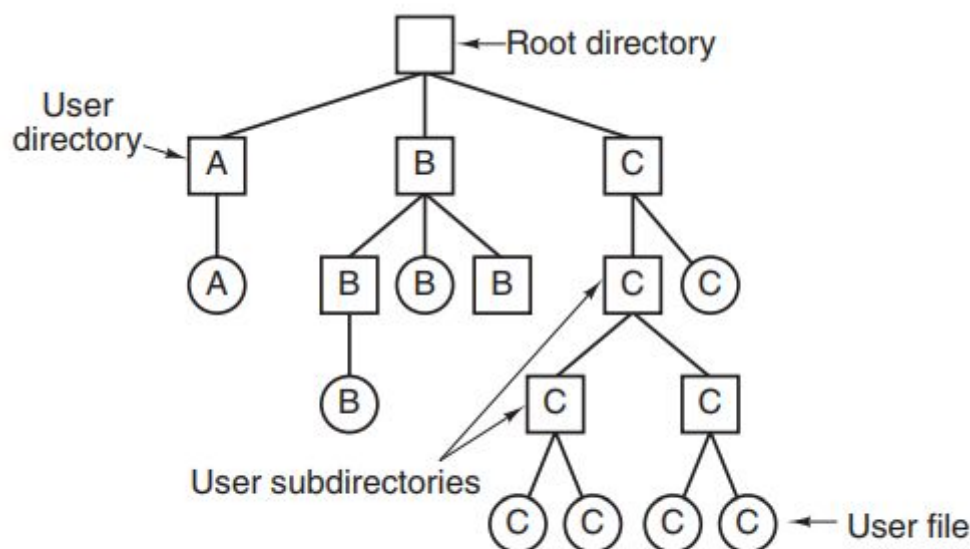 Root directory
User
directory
A
B
C
A
B
B
B
C
C
B
C
C
User subdirectories
C
C
C
C
User file